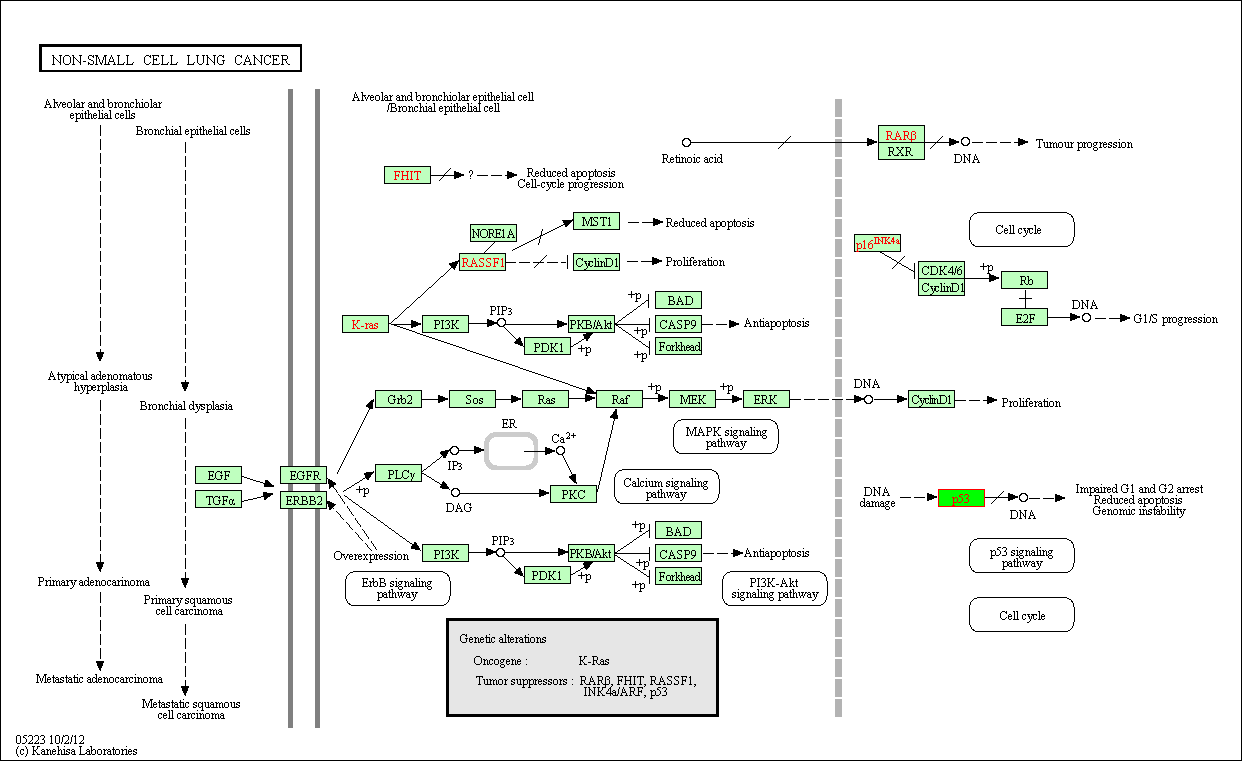 NON-SMALL CELL LUNG CANCER
Alveolar and bronchiolar
epithelial cells
Bronchial epithelial cells
Atypical adenomatous
hyperplasia
Bronchial dysplasia
Primary adenocarinoma
Primary squamous
cell carcinoma
Metastatic adenocarcinoma
Metastatic squamous
cell carcinoma
Alveolar and bronchiolar epithelial cell
/Bronchial epithelial cell
Retinoic acid
RARβ
RXR
DNA
Tumour progression
FHIT
?
Reduced apoptosis
Cell-cycle progression
NORE1A
MST1
Reduced apoptosis
RASSF1
CyclinD1
Proliferation
p16INK4a
Cell cycle
CDK4/6
CyclinD1
+p
Rb
E2F
DNA
G1/S progression
K-ras
PI3K
PIP3
PKB/Akt
PDK1
+p
+p
+p
+p
BAD
CASP9
Forkhead
Antiapoptosis
Grb2
Sos
Ras
Raf
+p
MEK
+p
ERK
DNA
CyclinD1
Proliferation
MAPK signaling
pathway
EGF
TGFα
EGFR
ERBB2
+p
PLCγ
IP3
DAG
ER
Ca2+
PKC
Calcium signaling
pathway
DNA
damage
p53
DNA
Impaired G1 and G2 arrest
Reduced apoptosis
Genomic instability
Overexpression
PI3K
PIP3
PKB/Akt
PDK1
+p
+p
+p
+p
BAD
CASP9
Forkhead
Antiapoptosis
ErbB signaling
pathway
PI3K-Akt
signaling pathway
p53 signaling
pathway
Cell cycle
Genetic alterations
Oncogene : K-Ras
Tumor suppressors : RARβ, FHIT, RASSF1,
INK4a/ARF, p53
05223 10/2/12
(c) Kanehisa Laboratories